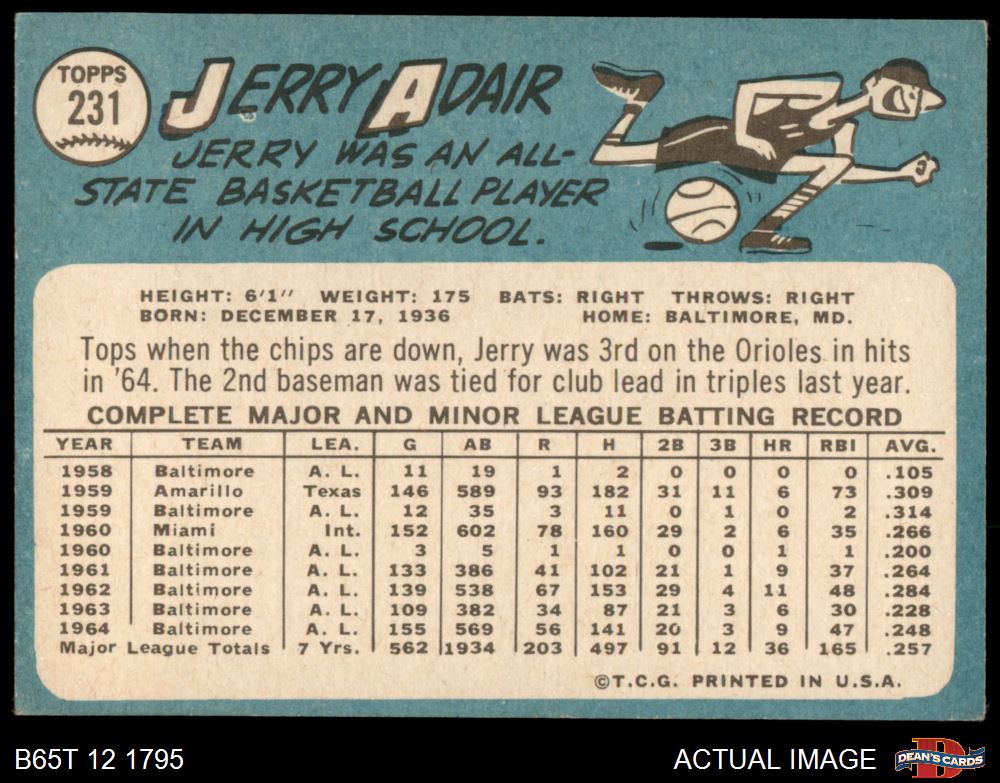 TOPPS
231
JERRY ADAIR
JERRY WAS AN ALL-
STATE BASKETBALL PLAYER
IN HIGH SCHOOL.
HEIGHT: 6'1" WEIGHT: 175 BATS: RIGHT THROWS: RIGHT
BORN: DECEMBER 17, 1936 HOME: BALTIMORE, MD.
Tops when the chips are down, Jerry was 3rd on the Orioles in hits
in '64. The 2nd baseman was tied for club lead in triples last year.
COMPLETE MAJOR AND MINOR LEAGUE BATTING RECORD
YEAR TEAM LEA. G AB R H 2B 3B HR RBI AVG.
1958 Baltimore A. L. 11 19 1 2 0 0 0 0 .105
1959 Amarillo Texas 146 589 93 182 31 11 6 73 .309
1959 Baltimore A. L. 12 35 3 11 0 1 0 2 .314
1960 Miami Int. 152 602 78 160 29 2 6 35 .266
1960 Baltimore A. L. 3 5 1 1 0 0 1 1 .200
1961 Baltimore A. L. 133 386 41 102 21 1 9 37 .264
1962 Baltimore A. L. 139 538 67 153 29 4 11 48 .284
1963 Baltimore A. L. 109 382 34 87 21 3 6 30 .228
1964 Baltimore A. L. 155 569 56 141 20 3 9 47 .248
Major League Totals 7 Yrs. 562 1934 203 497 91 12 36 165 .257
©T.C.G. PRINTED IN U.S.A.
B65T 12 1795 ACTUAL IMAGE
DEAN'S CARDS